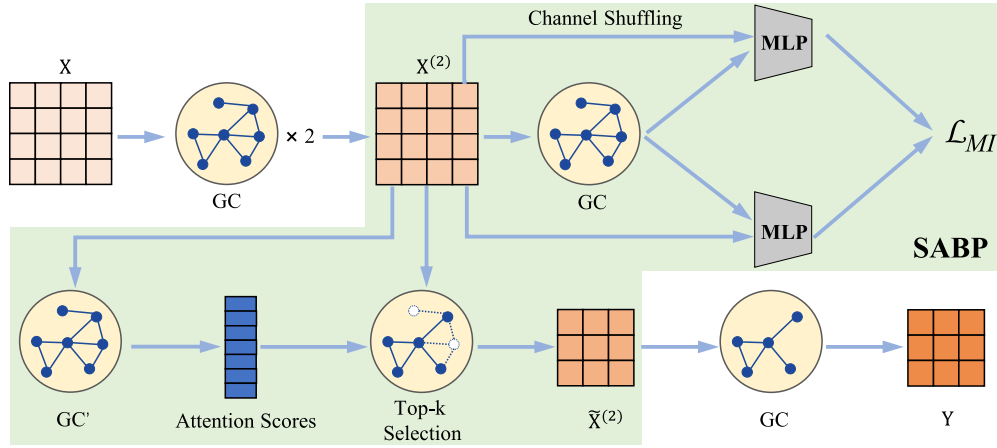 Channel Shuffling
MLP
X
X⁽²⁾
× 2
GC
GC
ℒ_MI
MLP
SABP
GC'
Attention Scores
Top-k
Selection
X̃⁽²⁾
GC
Y